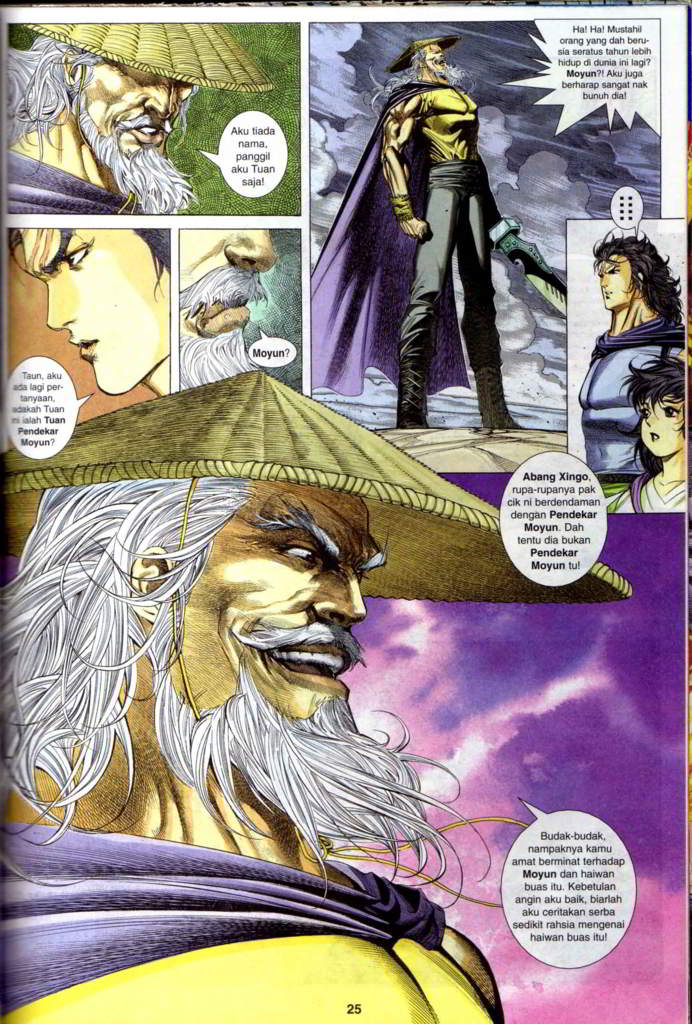 Aku tiada
nama,
panggil
aku Tuan
saja!
Ha! Ha! Mustahil
orang yang dah beru-
sia seratus tahun lebih
hidup di dunia ini lagi?
Moyun?! Aku juga
berharap sangat nak
bunuh dia!
Taun, aku
ada lagi per-
tanyaan,
adakah Tuan
ini ialah Tuan
Pendekar
Moyun?
Moyun?
Abang Xingo,
rupa-rupanya pak
cik ni berdendaman
dengan Pendekar
Moyun. Dah
tentu dia bukan
Pendekar
Moyun tu!
Budak-budak,
nampaknya kamu
amat berminat terhadap
Moyun dan haiwan
buas itu. Kebetulan
angin aku baik, biarlah
aku ceritakan serba
sedikit rahsia mengenai
haiwan buas itu!
25